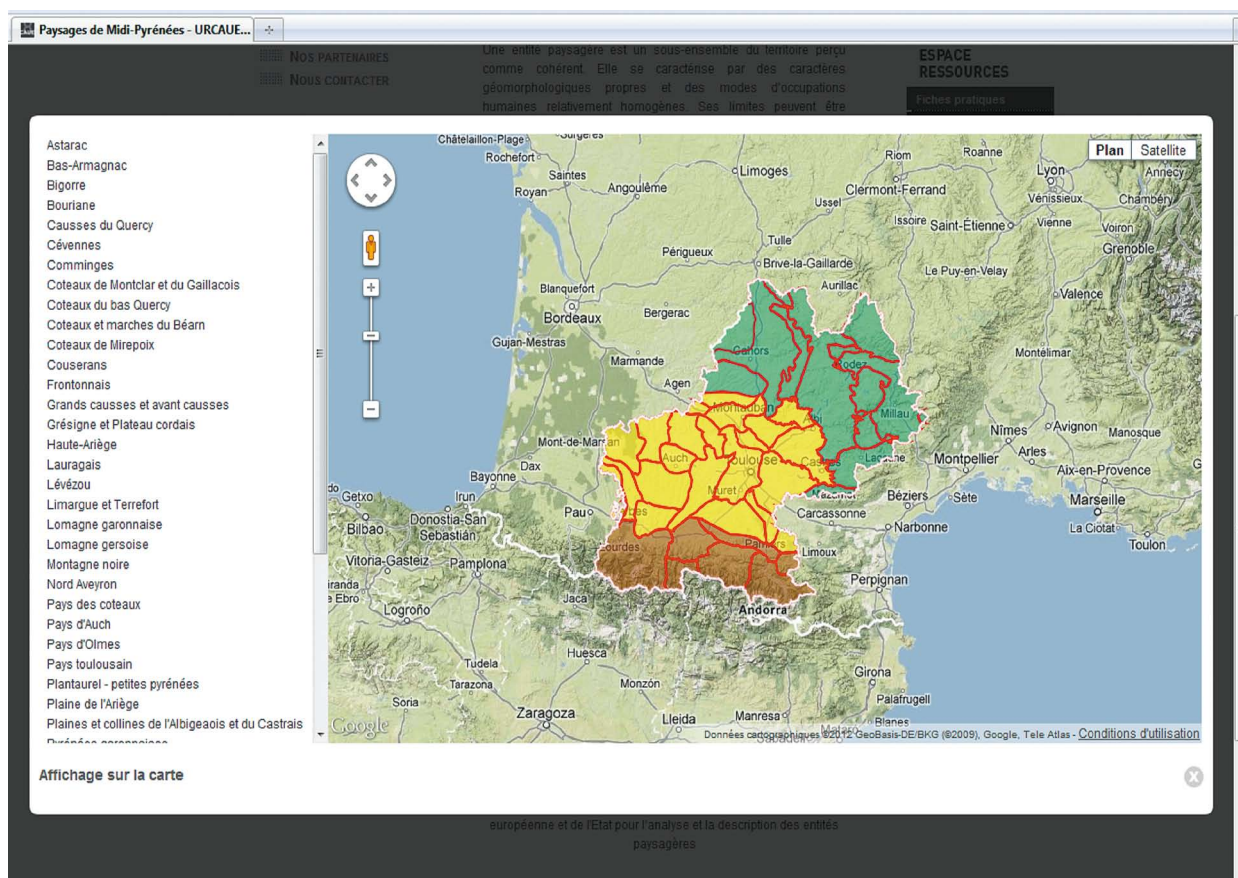 Paysages de Midi-Pyrénées - URCAUE...
NOS PARTENAIRES
NOUS CONTACTER
Une entité paysagère est un sous-ensemble du territoire perçu
comme cohérent. Elle se caractérise par des caractères
géomorphologiques propres et des modes d'occupations
humaines relativement homogènes. Ses limites peuvent être
ESPACE
RESSOURCES
Fiches pratiques
Astarac
Bas-Armagnac
Bigorre
Bouriane
Causses du Quercy
Cévennes
Comminges
Coteaux de Montclar et du Gaillacois
Coteaux du bas Quercy
Coteaux et marches du Béarn
Coteaux de Mirepoix
Couserans
Frontonnais
Grands causses et avant causses
Grésigne et Plateau cordais
Haute-Ariège
Lauragais
Lévézou
Limargue et Terrefort
Lomagne garonnaise
Lomagne gersoise
Montagne noire
Nord Aveyron
Pays des coteaux
Pays d'Auch
Pays d'Olmes
Pays toulousain
Plantaurel - petites pyrénées
Plaine de l'Ariège
Plaines et collines de l'Albigeois et du Castrais
Pyrénées garonnaises
Plan
Satellite
Châtelaillon-Plage
Surgères
Rochefort
Saintes
Royan
Angoulême
Limoges
Riom
Roanne
Lyon
Annecy
Clermont-Ferrand
Vénissieux
Chambéry
Ussel
Issoire
Saint-Étienne
Vienne
Voiron
Grenoble
Périgueux
Tulle
Brive-la-Gaillarde
Le Puy-en-Velay
Aurillac
Valence
Blanquefort
Bordeaux
Bergerac
Gujan-Mestras
Marmande
Cahors
Rodez
Montélimar
Agen
Montauban
Albi
Millau
Nîmes
Avignon
Manosque
Mont-de-Marsan
Auch
Toulouse
Castres
Lacaune
Montpellier
Arles
Aix-en-Provence
Dax
Bayonne
Muret
Mazamet
Béziers
Sète
Marseille
Getxo
Irun
Pau
Tarbes
Carcassonne
La Ciotat
Bilbao
Donostia-San
Sebastián
Narbonne
Toulon
Lourdes
Pamiers
Limoux
Vitoria-Gasteiz
Pamplona
Perpignan
Miranda
de Ebro
Jaca
Andorra
Logroño
Huesca
Girona
Tudela
Tarazona
Monzón
Palafrugell
Soria
Zaragoza
Lleida
Manresa
Blanes
Mataró
Sabadell
Google
Données cartographiques ©2012 GeoBasis-DE/BKG (©2009), Google, Tele Atlas - Conditions d'utilisation
Affichage sur la carte
européenne et de l'Etat pour l'analyse et la description des entités
paysagères